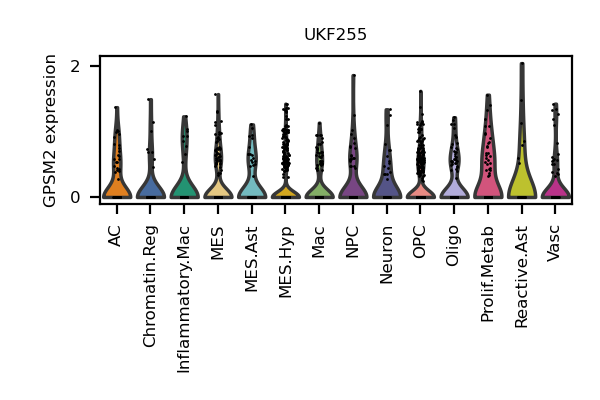 UKF255
GPSM2 expression
2
0
AC
Chromatin.Reg
Inflammatory.Mac
MES
MES.Ast
MES.Hyp
Mac
NPC
Neuron
OPC
Oligo
Prolif.Metab
Reactive.Ast
Vasc